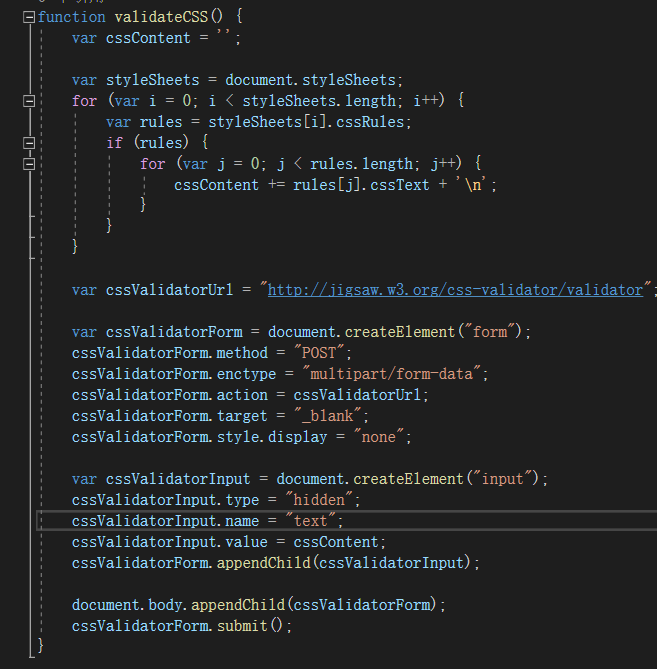 function validateCSS() {
var cssContent = '';
var styleSheets = document.styleSheets;
for (var i = 0; i < styleSheets.length; i++) {
var rules = styleSheets[i].cssRules;
if (rules) {
for (var j = 0; j < rules.length; j++) {
cssContent += rules[j].cssText + '\n';
}
}
}
var cssValidatorUrl = "http://jigsaw.w3.org/css-validator/validator";
var cssValidatorForm = document.createElement("form");
cssValidatorForm.method = "POST";
cssValidatorForm.enctype = "multipart/form-data";
cssValidatorForm.action = cssValidatorUrl;
cssValidatorForm.target = "_blank";
cssValidatorForm.style.display = "none";
var cssValidatorInput = document.createElement("input");
cssValidatorInput.type = "hidden";
cssValidatorInput.name = "text";
cssValidatorInput.value = cssContent;
cssValidatorForm.appendChild(cssValidatorInput);
document.body.appendChild(cssValidatorForm);
cssValidatorForm.submit();
}